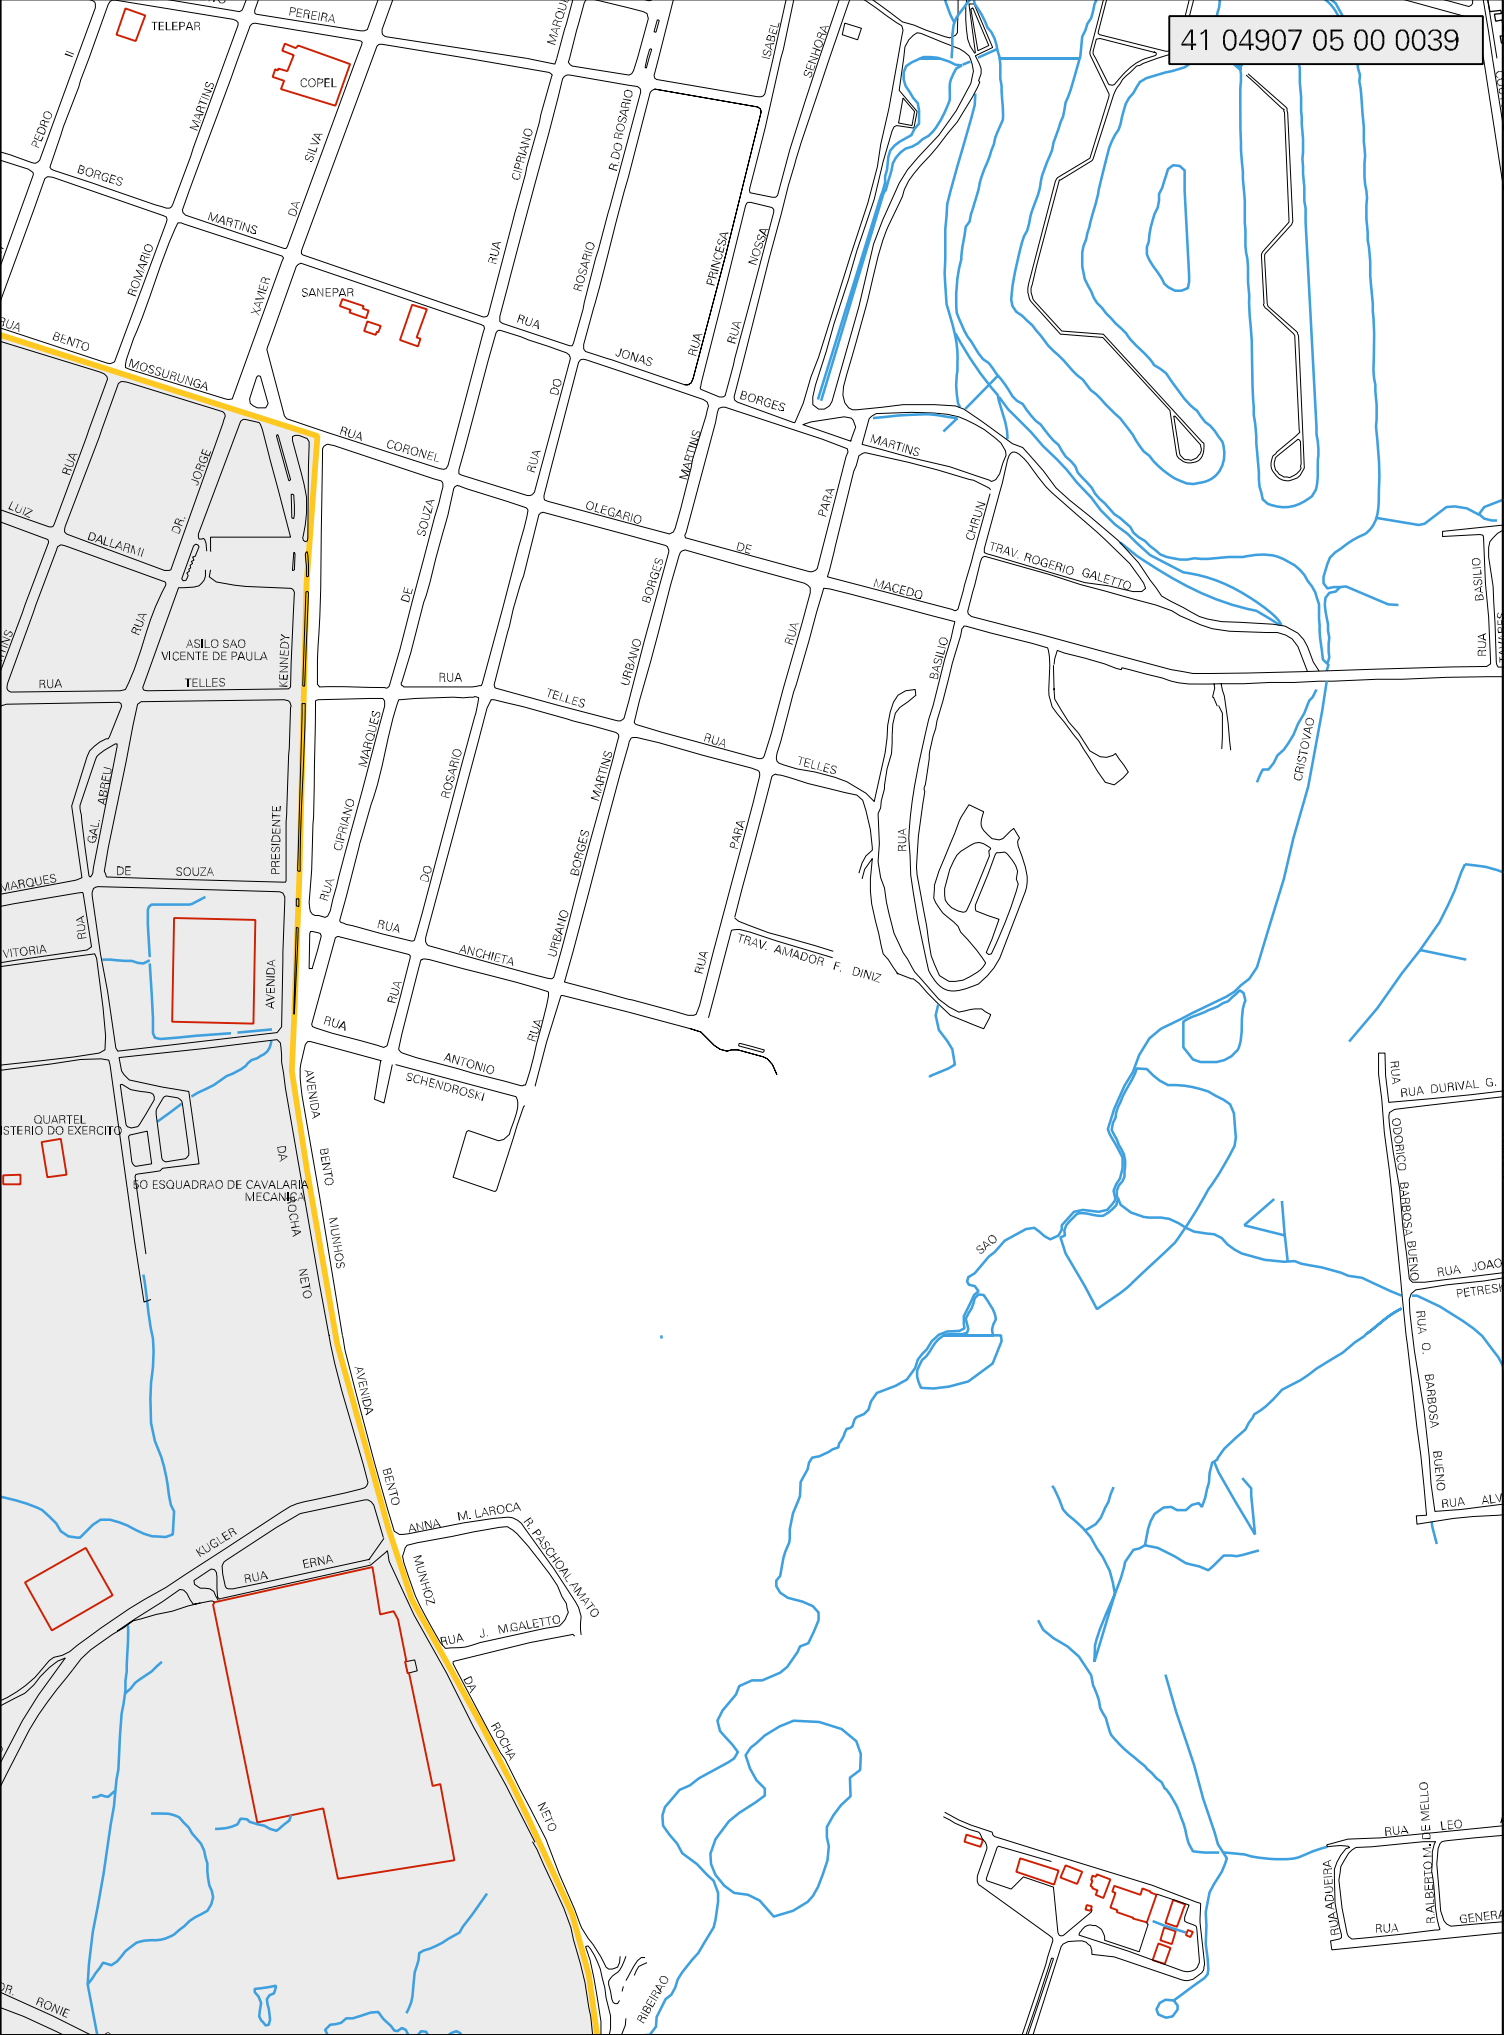 41 04907 05 00 0039
PEREIRA
TELEPAR
II
COPEL
PEDRO
MARTINS
SILVA
CIPRIANO
R.DO ROSARIO
ISABEL
SENHORA
BORGES
MARTINS
DA
ROMARIO
XAVIER
RUA
ROSARIO
PRINCESA
NOSSA
SANEPAR
RUA
BENTO
MOSSURUNGA
RUA
JONAS
RUA
RUA
BORGES
MARTINS
DO
RUA
CORONEL
RUA
MARTINS
PARA
CHRUN
RUA
JORGE
DR.
LUIZ
DALLARMI
SOUZA
OLEGARIO
DE
MACEDO
TRAV. ROGERIO GALETTO
BASILIO
RUA
DE
BORGES
URBANO
RUA
BASILIO
RUA
ASILO SAO
VICENTE DE PAULA
KENNEDY
RUA
TELLES
RUA
TELLES
RUA
TELLES
CRISTOVAO
GAL. ABREU
MARQUES
CIPRIANO
RUA
ROSARIO
DO
RUA
MARTINS
BORGES
URBANO
RUA
PARA
RUA
RUA
PRESIDENTE
AVENIDA
MARQUES
DE
SOUZA
VITORIA
RUA
RUA
ANCHIETA
TRAV. AMADOR F. DINIZ
RUA
ANTONIO
SCHENDROSKI
AVENIDA
BENTO
MUNHOS
DA
ROCHA
NETO
QUARTEL
STERIO DO EXERCITO
5O ESQUADRAO DE CAVALARIA
MECANICA
SAO
RUA
ODORICO BARBOSA BUENO
RUA DURIVAL G.
RUA JOAO
PETRESK
RUA O. BARBOSA BUENO
RUA ALV
AVENIDA
BENTO
MUNHOZ
DA
ROCHA
NETO
ANNA M. LAROCA
R. PASCHOAL AMATO
RUA J. M.GALETTO
KUGLER
RUA ERNA
RUA LEO
R.ALBERTO M. DE MELLO
RUA ADUEIRA
RUA GENERA
RIBEIRAO
DR. RONIE